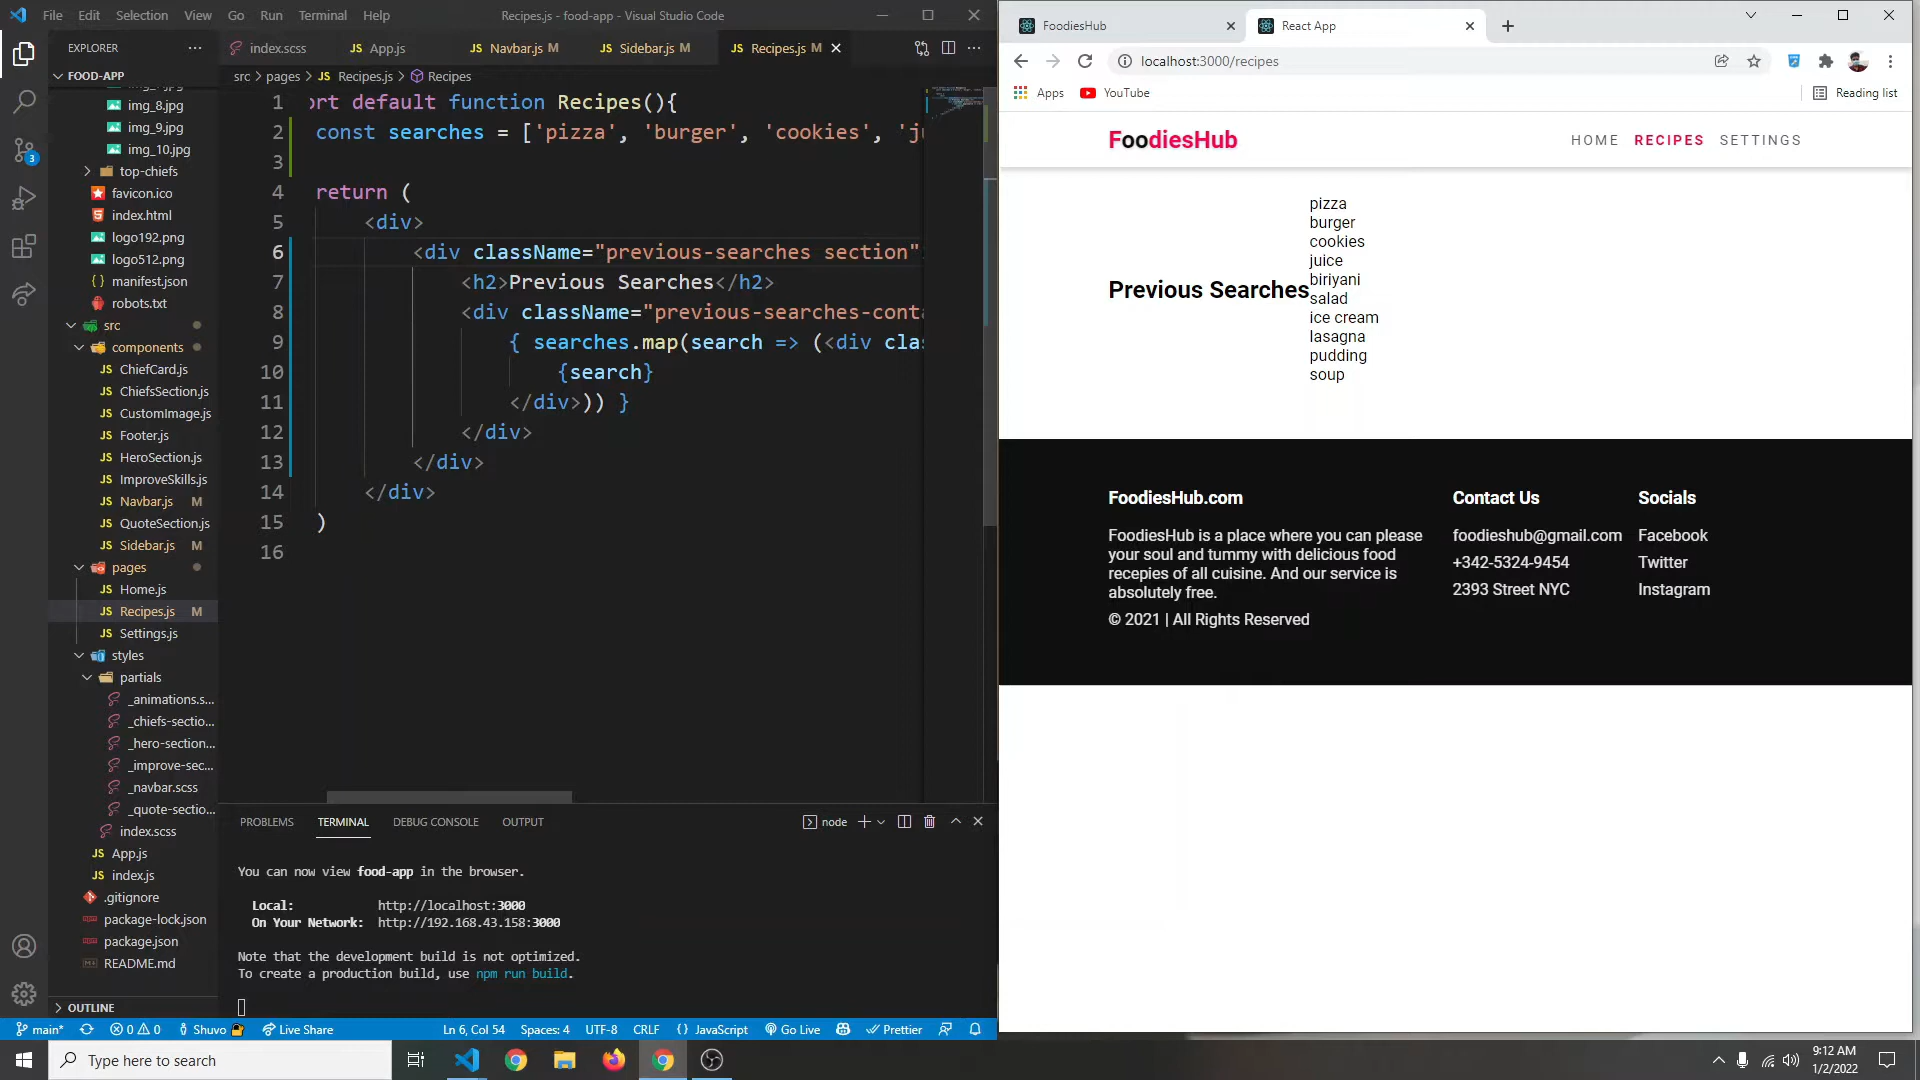 File Edit Selection View Go Run Terminal Help
Recipes.js - food-app - Visual Studio Code
EXPLORER
FOOD-APP
img_8.jpg
img_9.jpg
img_10.jpg
top-chiefs
favicon.ico
index.html
logo192.png
logo512.png
manifest.json
robots.txt
src
components
ChiefCard.js
ChiefsSection.js
CustomImage.js
Footer.js
HeroSection.js
ImproveSkills.js
Navbar.js M
QuoteSection.js
Sidebar.js M
pages
Home.js
Recipes.js M
Settings.js
styles
partials
_animations.s...
_chiefs-sectio...
_hero-section...
_improve-sec...
_navbar.scss
_quote-sectio...
index.scss
App.js
index.js
.gitignore
package-lock.json
package.json
README.md
OUTLINE
index.scss JS App.js JS Navbar.js M JS Sidebar.js M JS Recipes.js M
src > pages > JS Recipes.js > Recipes
1 ort default function Recipes(){
2 const searches = ['pizza', 'burger', 'cookies', 'ju
3
4 return (
5 <div>
6 <div className="previous-searches section"
7 <h2>Previous Searches</h2>
8 <div className="previous-searches-conta
9 { searches.map(search => (<div clas
10 {search}
11 </div>)) }
12 </div>
13 </div>
14 </div>
15 )
16
PROBLEMS TERMINAL DEBUG CONSOLE OUTPUT
node
You can now view food-app in the browser.
Local: http://localhost:3000
On Your Network: http://192.168.43.158:3000
Note that the development build is not optimized.
To create a production build, use npm run build.
main* 0 0 Shuvo Live Share Ln 6, Col 54 Spaces: 4 UTF-8 CRLF JavaScript Go Live Prettier
FoodiesHub
React App
localhost:3000/recipes
Apps YouTube Reading list
FoodiesHub
HOME RECIPES SETTINGS
Previous Searches
pizza
burger
cookies
juice
biriyani
salad
ice cream
lasagna
pudding
soup
FoodiesHub.com
FoodiesHub is a place where you can please
your soul and tummy with delicious food
recepies of all cuisine. And our service is
absolutely free.
© 2021 | All Rights Reserved
Contact Us
foodieshub@gmail.com
+342-5324-9454
2393 Street NYC
Socials
Facebook
Twitter
Instagram
Type here to search
9:12 AM
1/2/2022